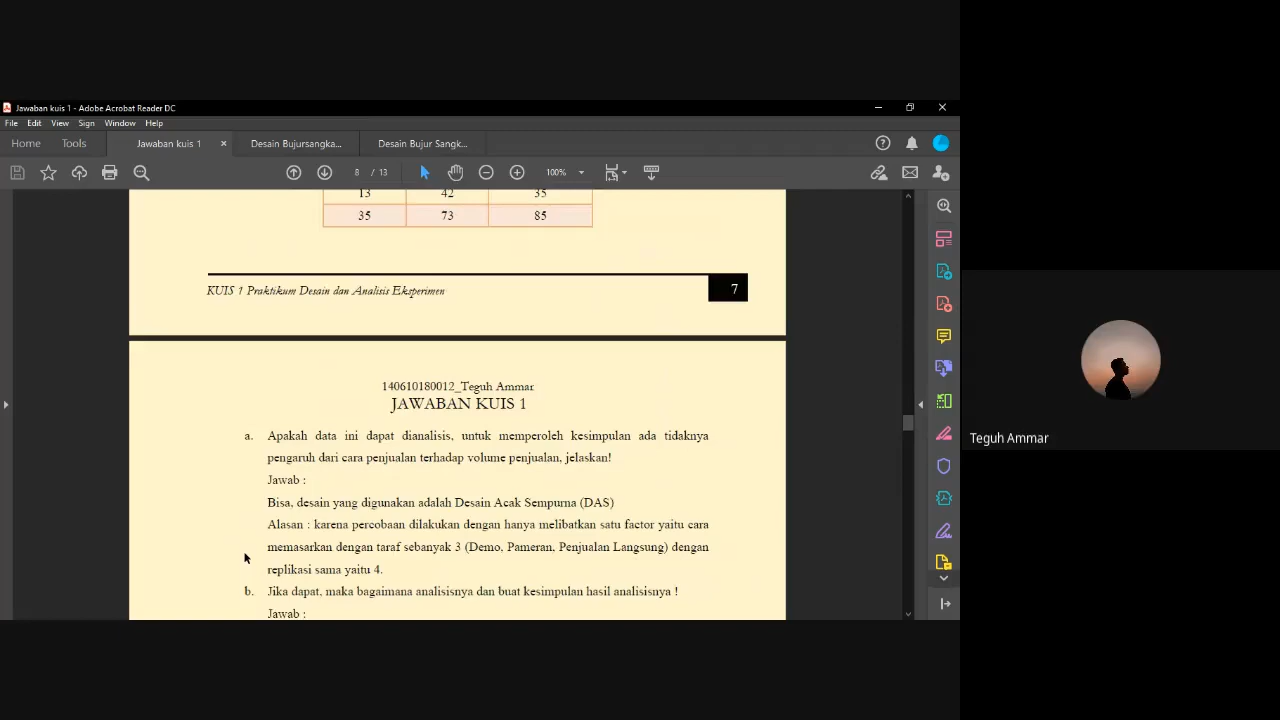 Jawaban kuis 1 - Adobe Acrobat Reader DC
File Edit View Sign Window Help
Home Tools Jawaban kuis 1 × Desain Bujursangka... Desain Bujur Sangk...
8 / 13 100%
13 42 35
35 73 85
KUIS 1 Praktikum Desain dan Analisis Eksperimen 7
140610180012_Teguh Ammar
JAWABAN KUIS 1
a. Apakah data ini dapat dianalisis, untuk memperoleh kesimpulan ada tidaknya
pengaruh dari cara penjualan terhadap volume penjualan, jelaskan!
Jawab :
Bisa, desain yang digunakan adalah Desain Acak Sempurna (DAS)
Alasan : karena percobaan dilakukan dengan hanya melibatkan satu factor yaitu cara
memasarkan dengan taraf sebanyak 3 (Demo, Pameran, Penjualan Langsung) dengan
replikasi sama yaitu 4.
b. Jika dapat, maka bagaimana analisisnya dan buat kesimpulan hasil analisisnya !
Jawab :
Teguh Ammar